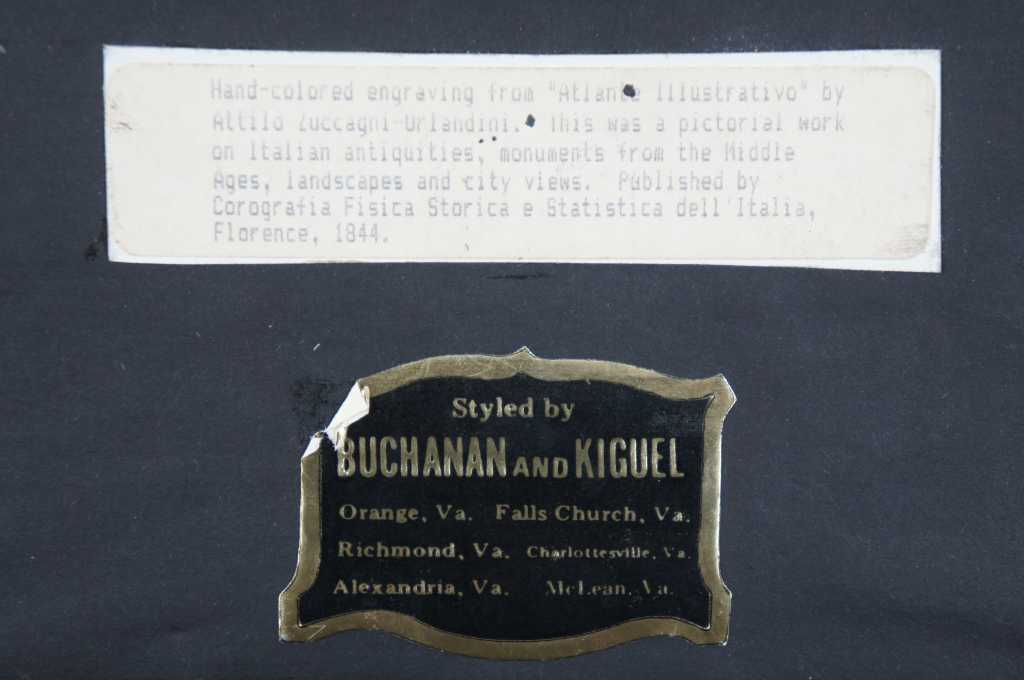 Hand-colored engraving from "Atlante Illustrativo" by
Attilo Zuccagni-Orlandini. This was a pictorial work
on Italian antiquities, monuments from the Middle
Ages, landscapes and city views. Published by
Corografia Fisica Storica e Statistica dell'Italia,
Florence, 1844.
Styled by
BUCHANAN AND KIGUEL
Orange, Va. Falls Church, Va.
Richmond, Va. Charlottesville, Va.
Alexandria, Va. McLean, Va.